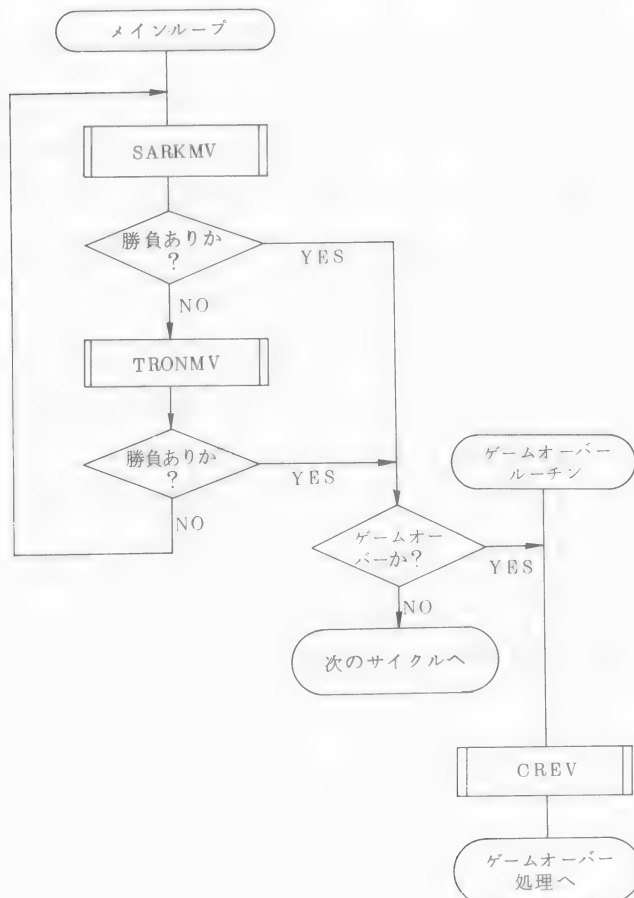 メインループ
SARKMV
勝負ありか
?
YES
NO
TRONMV
勝負ありか
?
YES
NO
ゲームオーバー
ルーチン
ゲームオー
バーか?
YES
NO
次のサイクルへ
CREV
ゲームオーバー
処理へ